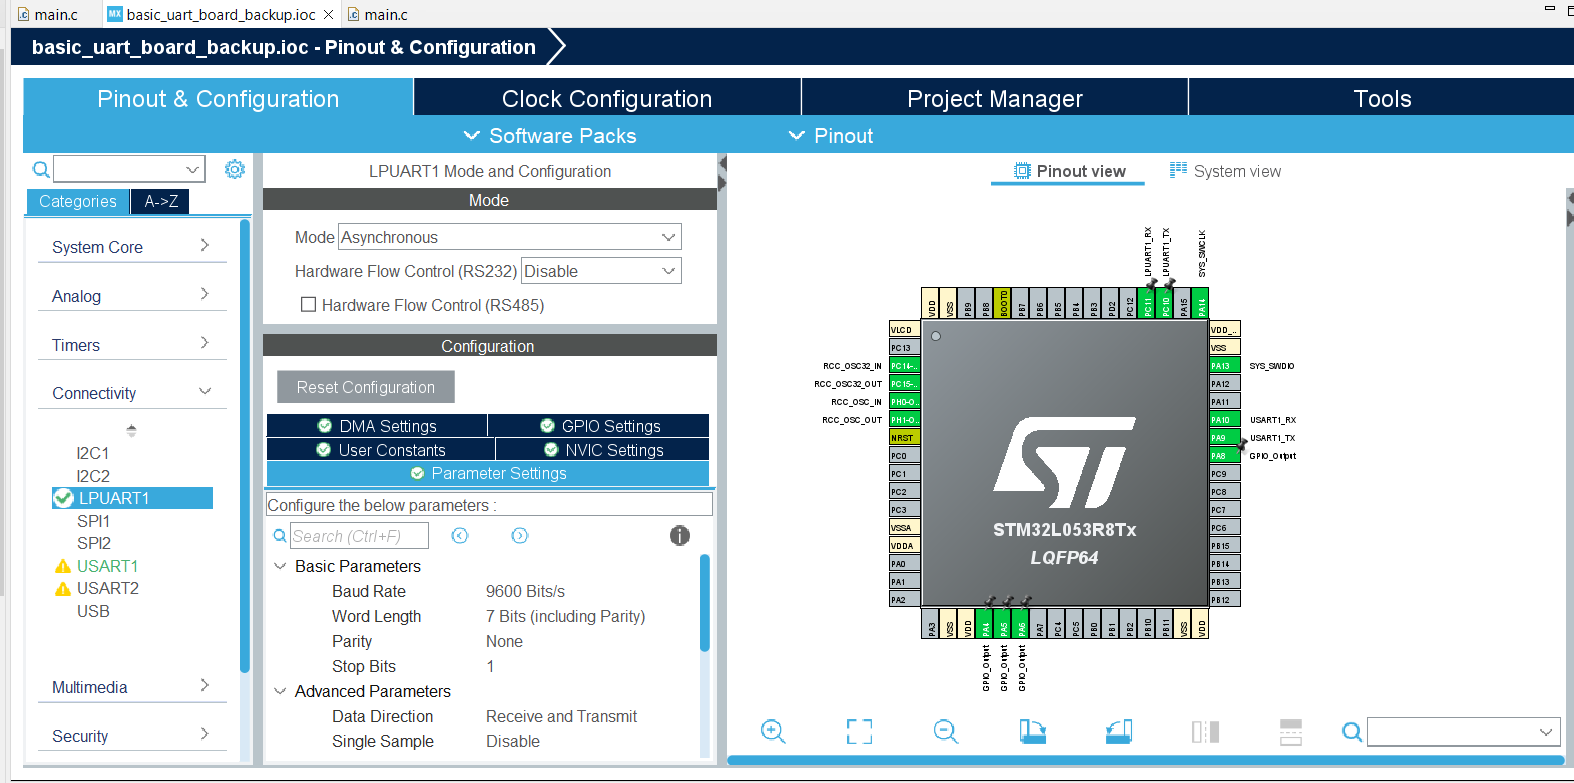 main.c
basic_uart_board_backup.ioc
main.c
basic_uart_board_backup.ioc - Pinout & Configuration
Pinout & Configuration
Clock Configuration
Project Manager
Tools
Software Packs
Pinout
Categories
A->Z
System Core
Analog
Timers
Connectivity
I2C1
I2C2
LPUART1
SPI1
SPI2
USART1
USART2
USB
Multimedia
Security
LPUART1 Mode and Configuration
Mode
Mode Asynchronous
Hardware Flow Control (RS232) Disable
Hardware Flow Control (RS485)
Configuration
Reset Configuration
DMA Settings
GPIO Settings
User Constants
NVIC Settings
Parameter Settings
Configure the below parameters :
Search (Ctrl+F)
Basic Parameters
Baud Rate 9600 Bits/s
Word Length 7 Bits (including Parity)
Parity None
Stop Bits 1
Advanced Parameters
Data Direction Receive and Transmit
Single Sample Disable
Pinout view
System view
LPUART1_RX
LPUART1_TX
SYS_SWCLK
VDD
VSS
PB9
PB8
BOOT0
PB7
PB6
PB5
PB4
PB3
PD2
PC12
PC11
PC10
PA15
PA14
VLCD
PC13
RCC_OSC32_IN PC14-..
RCC_OSC32_OUT PC15-..
RCC_OSC_IN PH0-O..
RCC_OSC_OUT PH1-O..
NRST
PC0
PC1
PC2
PC3
VSSA
VDDA
PA0
PA1
PA2
STM32L053R8Tx
LQFP64
VDD_..
VSS
PA13 SYS_SWDIO
PA12
PA11
PA10 USART1_RX
PA9 USART1_TX
PA8 GPIO_Output
PC9
PC8
PC7
PC6
PB15
PB14
PB13
PB12
PA3
VSS
VDD
PA4
PA5
PA6
PA7
PC4
PC5
PB0
PB1
PB2
PB10
PB11
VSS
VDD
GPIO_Output
GPIO_Output
GPIO_Output